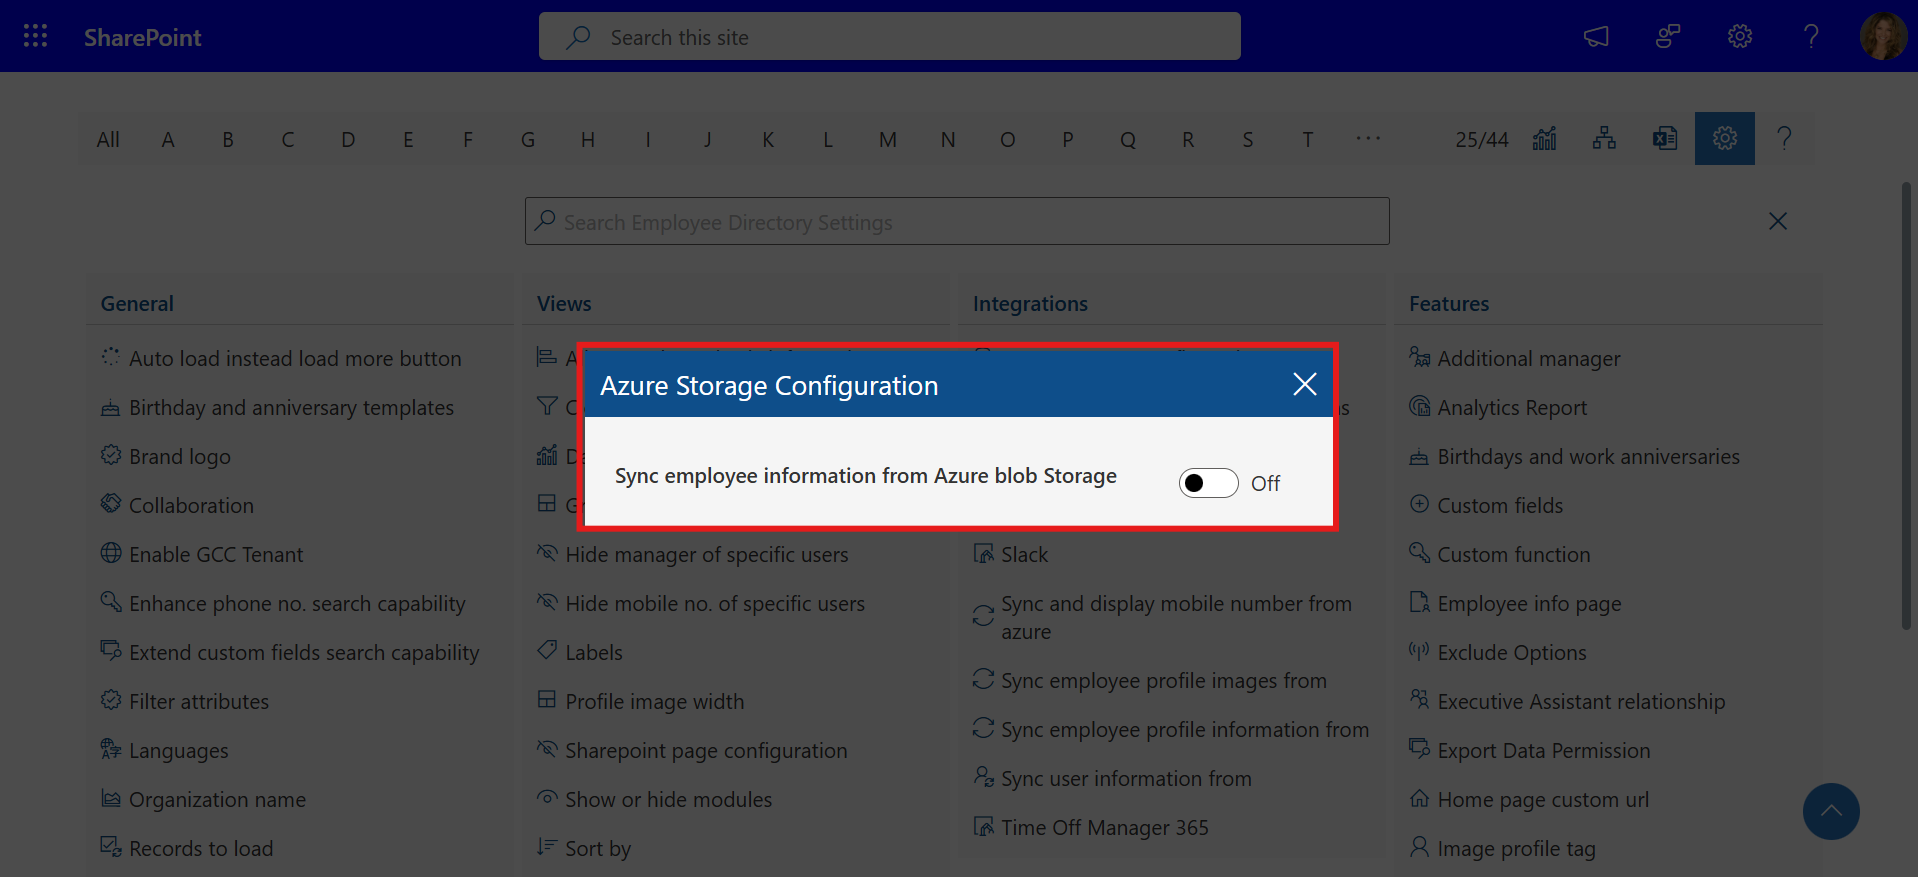 SharePoint
Search this site
All A B C D E F G H I J K L M N O P Q R S T ··· 25/44
Search Employee Directory Settings
General
Auto load instead load more button
Birthday and anniversary templates
Brand logo
Collaboration
Enable GCC Tenant
Enhance phone no. search capability
Extend custom fields search capability
Filter attributes
Languages
Organization name
Records to load
Views
Hide manager of specific users
Hide mobile no. of specific users
Labels
Profile image width
Sharepoint page configuration
Show or hide modules
Sort by
Integrations
Azure Storage Configuration
Sync employee information from Azure blob Storage
Off
Slack
Sync and display mobile number from
azure
Sync employee profile images from
Sync employee profile information from
Sync user information from
Time Off Manager 365
Features
Additional manager
Analytics Report
Birthdays and work anniversaries
Custom fields
Custom function
Employee info page
Exclude Options
Executive Assistant relationship
Export Data Permission
Home page custom url
Image profile tag